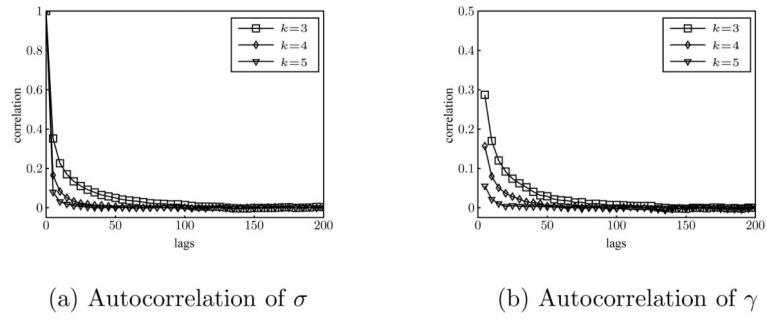 1
0.8
0.6
0.4
0.2
0
correlation
0 50 100 150 200
lags
k=3
k=4
k=5
(a) Autocorrelation of σ
0.5
0.4
0.3
0.2
0.1
0
correlation
0 50 100 150 200
lags
k=3
k=4
k=5
(b) Autocorrelation of γ